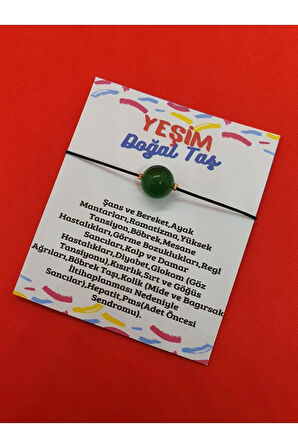 YEŞİM
Doğal Taş
Şans ve Bereket,Ayak
Mantarları,Romatizma,Yüksek
Tansiyon,Böbrek,Mesane
Hastalıkları,Görme Bozuklukları,Regl
Sancıları,Kalp ve Damar
Hastalıkları,Diyabet,Glokom (Göz
Tansiyonu),Kısırlık,Sırt ve Göğüs
Ağrıları,Böbrek Taşı,Kolik (Mide ve Bağırsak
İltihaplanması Nedeniyle
Sancılar),Hepatit,Pms(Adet Öncesi
Sendromu).